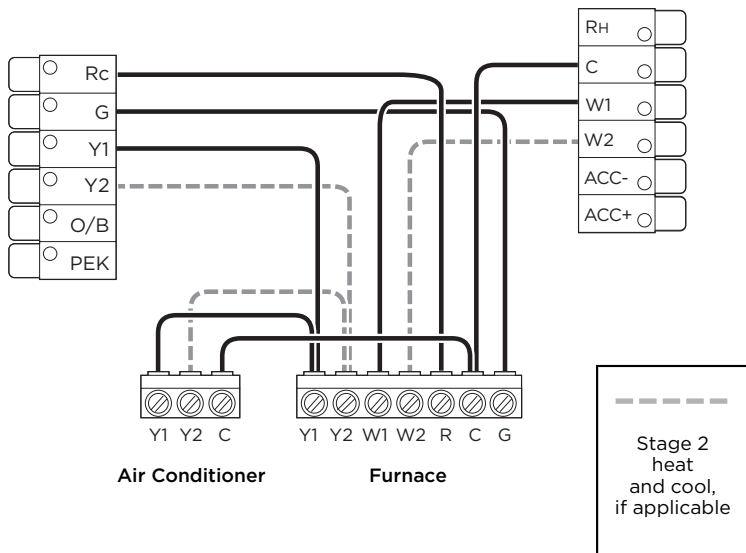 Rc
G
Y1
Y2
O/B
PEK
RH
C
W1
W2
ACC-
ACC+
Y1 Y2 C
Air Conditioner
Y1 Y2 W1 W2 R C G
Furnace
Stage 2
heat
and cool,
if applicable